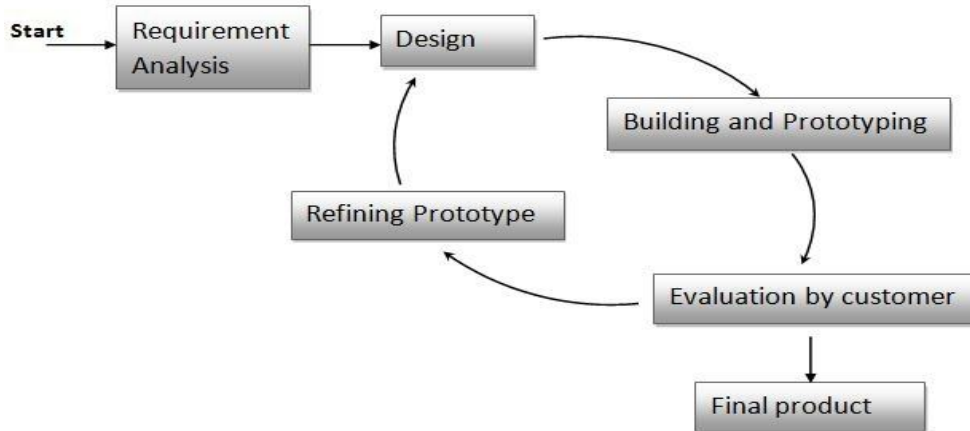 Start
Requirement
Analysis
Design
Building and Prototyping
Refining Prototype
Evaluation by customer
Final product